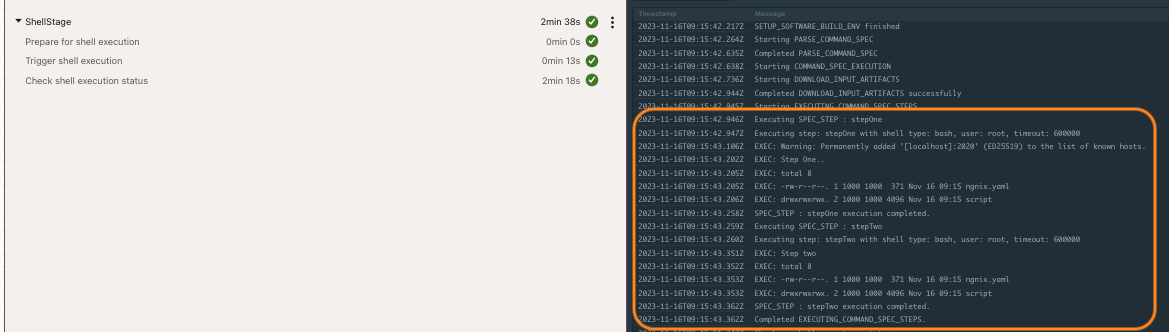 ShellStage
2min 38s
Prepare for shell execution
0min 0s
Trigger shell execution
0min 13s
Check shell execution status
2min 18s
Timestamp Message
2023-11-16T09:15:42.217Z SETUP_SOFTWARE_BUILD_ENV finished
2023-11-16T09:15:42.264Z Starting PARSE_COMMAND_SPEC
2023-11-16T09:15:42.635Z Completed PARSE_COMMAND_SPEC
2023-11-16T09:15:42.638Z Starting COMMAND_SPEC_EXECUTION
2023-11-16T09:15:42.736Z Starting DOWNLOAD_INPUT_ARTIFACTS
2023-11-16T09:15:42.944Z Completed DOWNLOAD_INPUT_ARTIFACTS successfully
2023-11-16T09:15:42.945Z Starting EXECUTING_COMMAND_SPEC_STEPS
2023-11-16T09:15:42.946Z Executing SPEC_STEP : stepOne
2023-11-16T09:15:42.947Z Executing step: stepOne with shell type: bash, user: root, timeout: 600000
2023-11-16T09:15:43.106Z EXEC: Warning: Permanently added '[localhost]:2020' (ED25519) to the list of known hosts.
2023-11-16T09:15:43.202Z EXEC: Step One..
2023-11-16T09:15:43.205Z EXEC: total 8
2023-11-16T09:15:43.205Z EXEC: -rw-r--r--. 1 1000 1000 371 Nov 16 09:15 ngnix.yaml
2023-11-16T09:15:43.206Z EXEC: drwxrwxrwx. 2 1000 1000 4096 Nov 16 09:15 script
2023-11-16T09:15:43.258Z SPEC_STEP : stepOne execution completed.
2023-11-16T09:15:43.259Z Executing SPEC_STEP : stepTwo
2023-11-16T09:15:43.260Z Executing step: stepTwo with shell type: bash, user: root, timeout: 600000
2023-11-16T09:15:43.351Z EXEC: Step two
2023-11-16T09:15:43.352Z EXEC: total 8
2023-11-16T09:15:43.353Z EXEC: -rw-r--r--. 1 1000 1000 371 Nov 16 09:15 ngnix.yaml
2023-11-16T09:15:43.353Z EXEC: drwxrwxrwx. 2 1000 1000 4096 Nov 16 09:15 script
2023-11-16T09:15:43.362Z SPEC_STEP : stepTwo execution completed.
2023-11-16T09:15:43.362Z Completed EXECUTING_COMMAND_SPEC_STEPS.